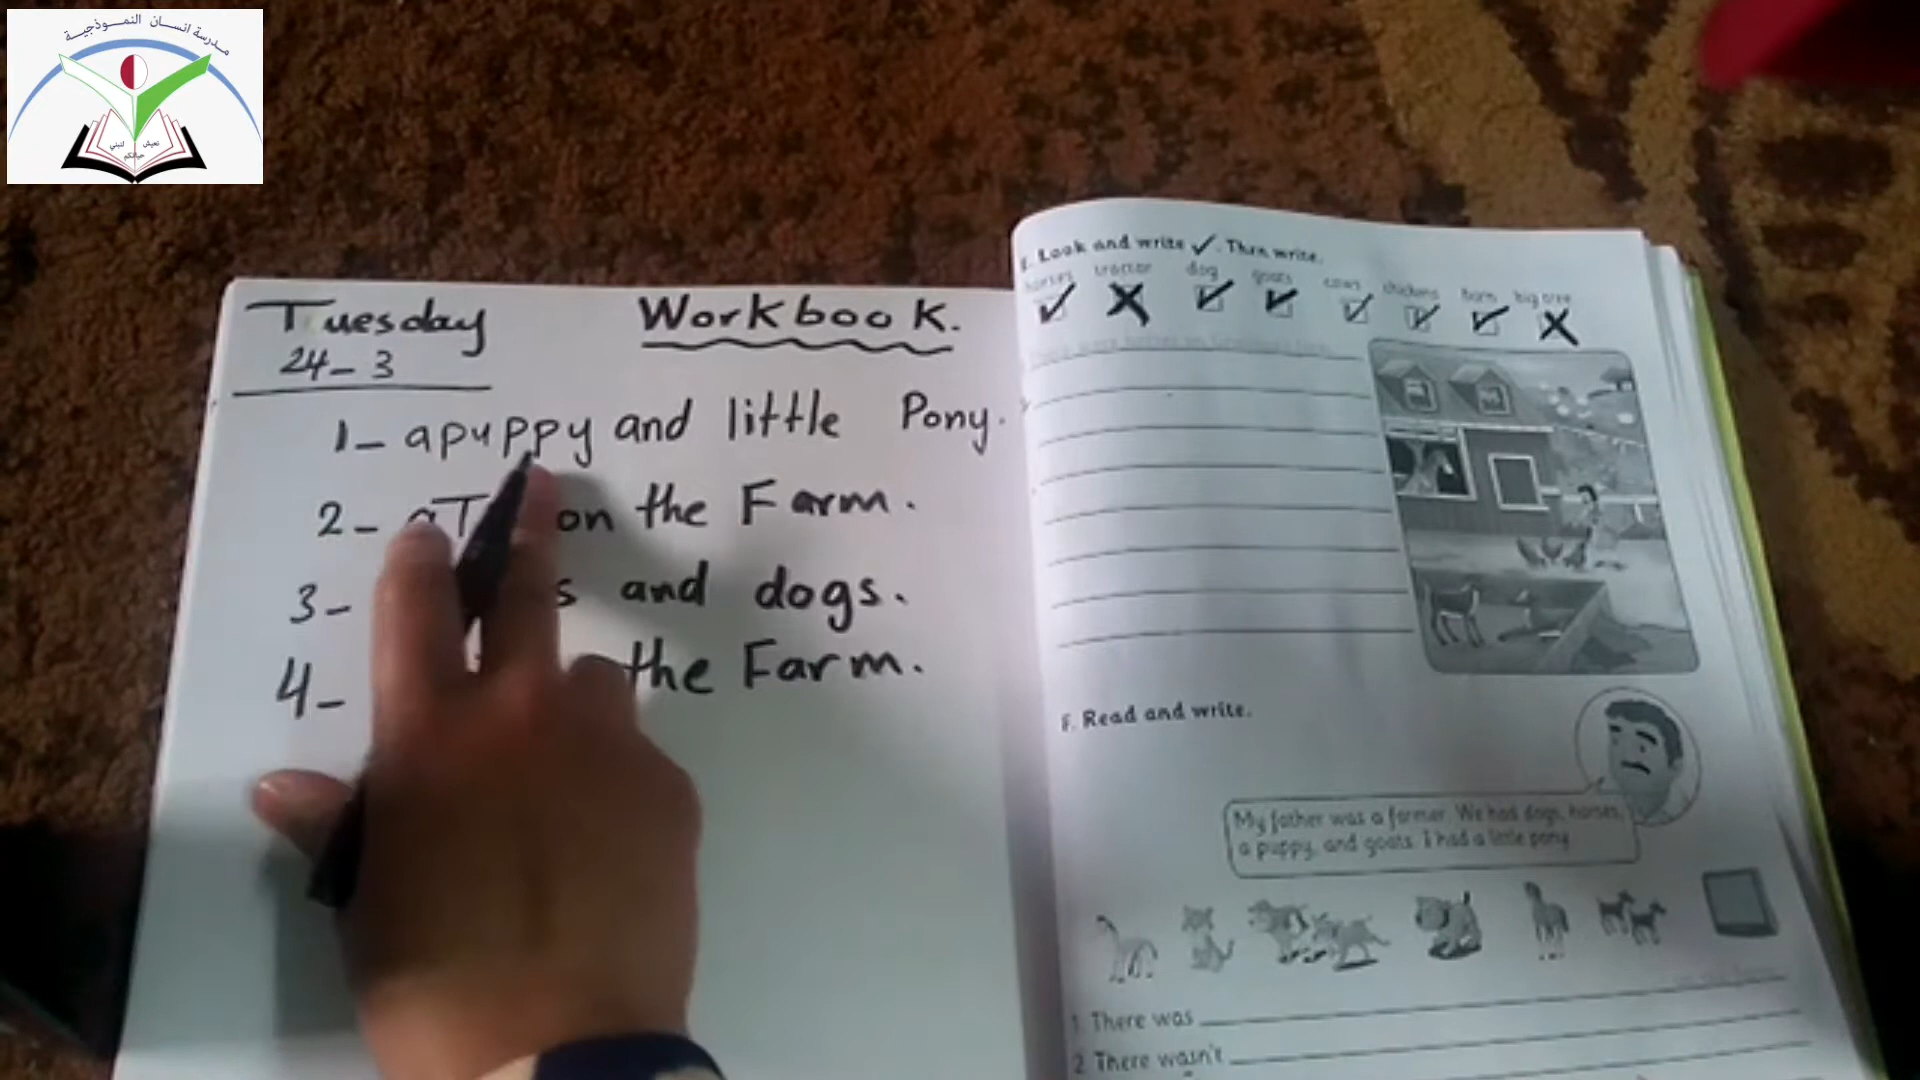 مدرسة انسان النموذجية
Tuesday
24 - 3
Workbook.
1 - a puppy and little Pony.
2 - a T on the Farm.
3 - s and dogs.
4 - the Farm.
Look and write ✓. Then write.
horses tractor dog goats cows chickens barn big tree
F. Read and write.
My father was a farmer. We had dogs, horses,
a puppy, and goats. I had a little pony
1. There was
2. There wasn't